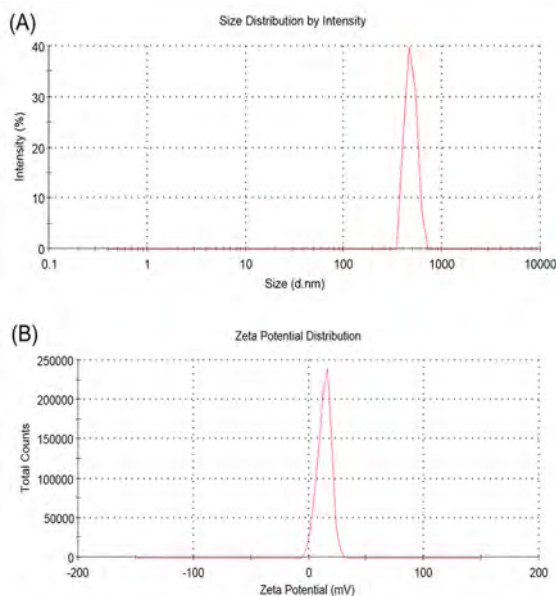 (A)
Size Distribution by Intensity
40
30
20
10
0
Intensity (%)
0.1 1 10 100 1000 10000
Size (d.nm)
(B)
Zeta Potential Distribution
250000
200000
150000
100000
50000
0
Total Counts
-200 -100 0 100 200
Zeta Potential (mV)